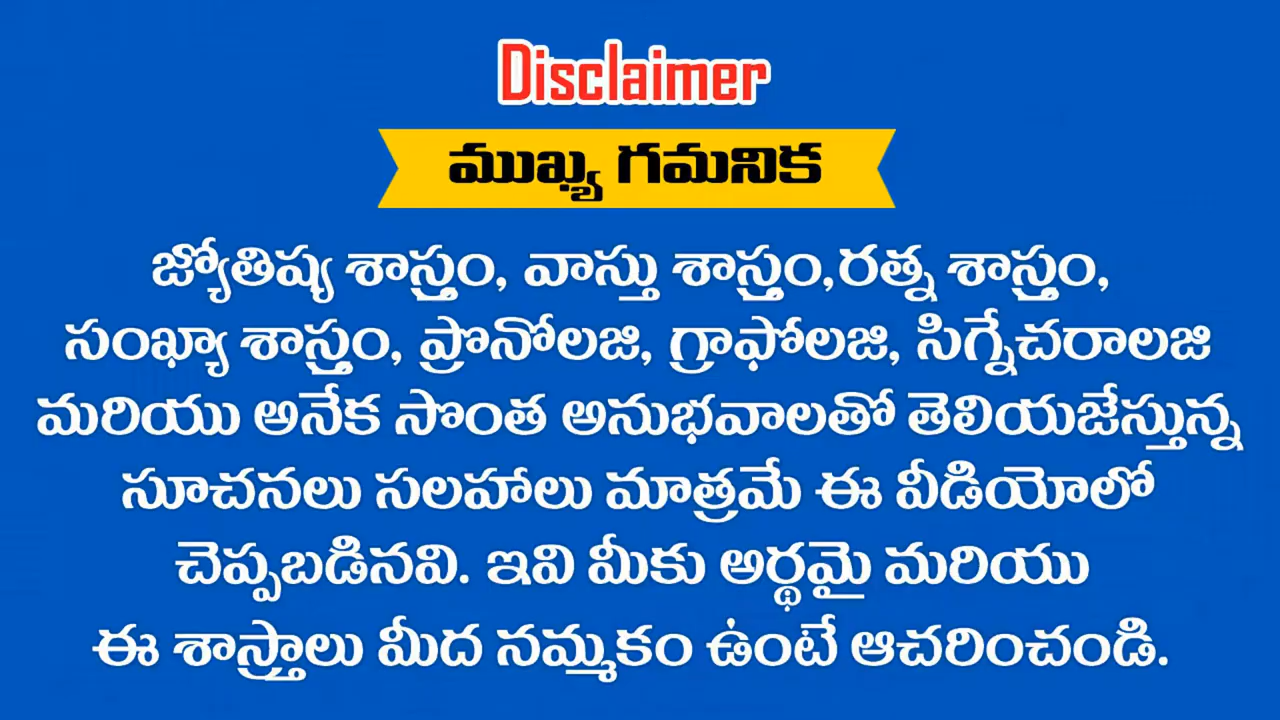 Disclaimer
ముఖ్య గమనిక
జ్యోతిష్య శాస్త్రం, వాస్తు శాస్త్రం,రత్న శాస్త్రం,
సంఖ్యా శాస్త్రం, ప్రొనోలజి, గ్రాఫోలజి, సిగ్నేచరాలజి
మరియు అనేక సొంత అనుభవాలతో తెలియజేస్తున్న
సూచనలు సలహాలు మాత్రమే ఈ వీడియోలో
చెప్పబడినవి. ఇవి మీకు అర్థమై మరియు
ఈ శాస్త్రాలు మీద నమ్మకం ఉంటే ఆచరించండి.